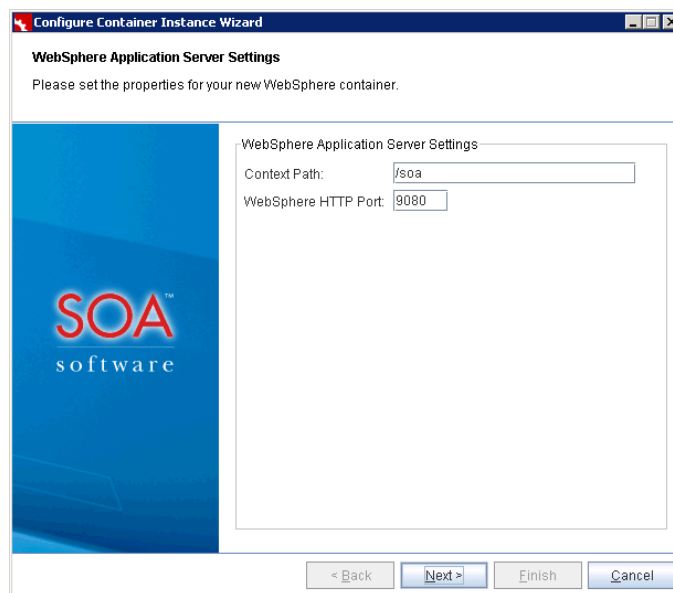 Configure Container Instance Wizard
WebSphere Application Server Settings
Please set the properties for your new WebSphere container.
WebSphere Application Server Settings
Context Path: /soa
WebSphere HTTP Port: 9080
SOA™
software
< Back Next > Finish Cancel